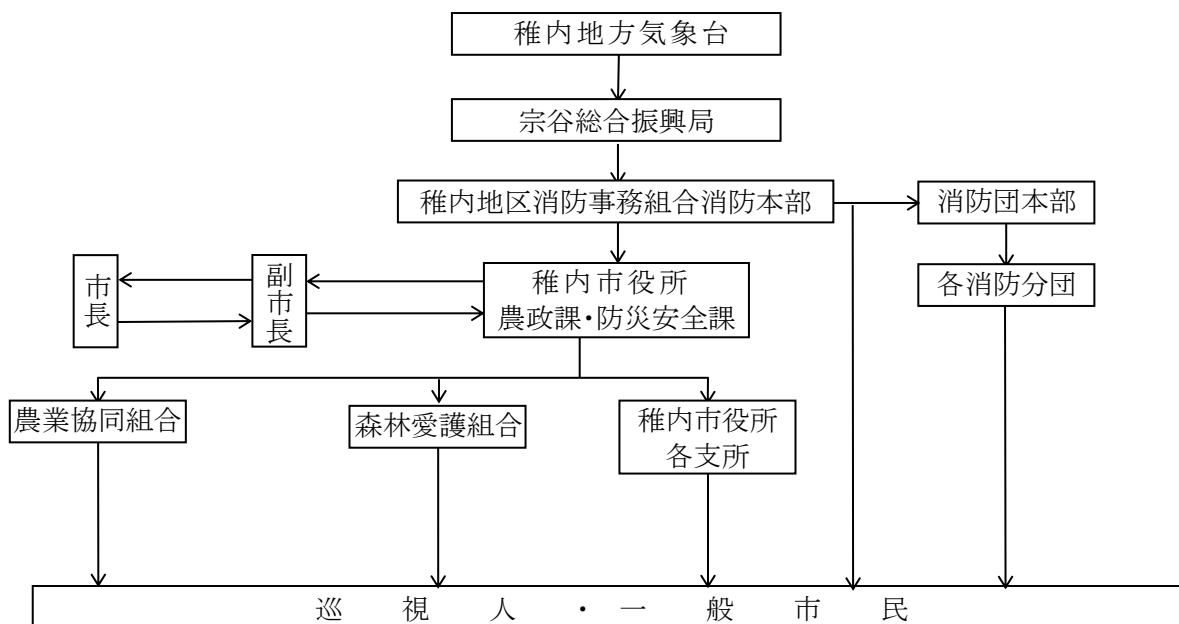 稚内地方気象台
宗谷総合振興局
稚内地区消防事務組合消防本部
消防団本部
市長
副市長
稚内市役所
農政課・防災安全課
各消防分団
農業協同組合
森林愛護組合
稚内市役所
各支所
巡視人・一般市民